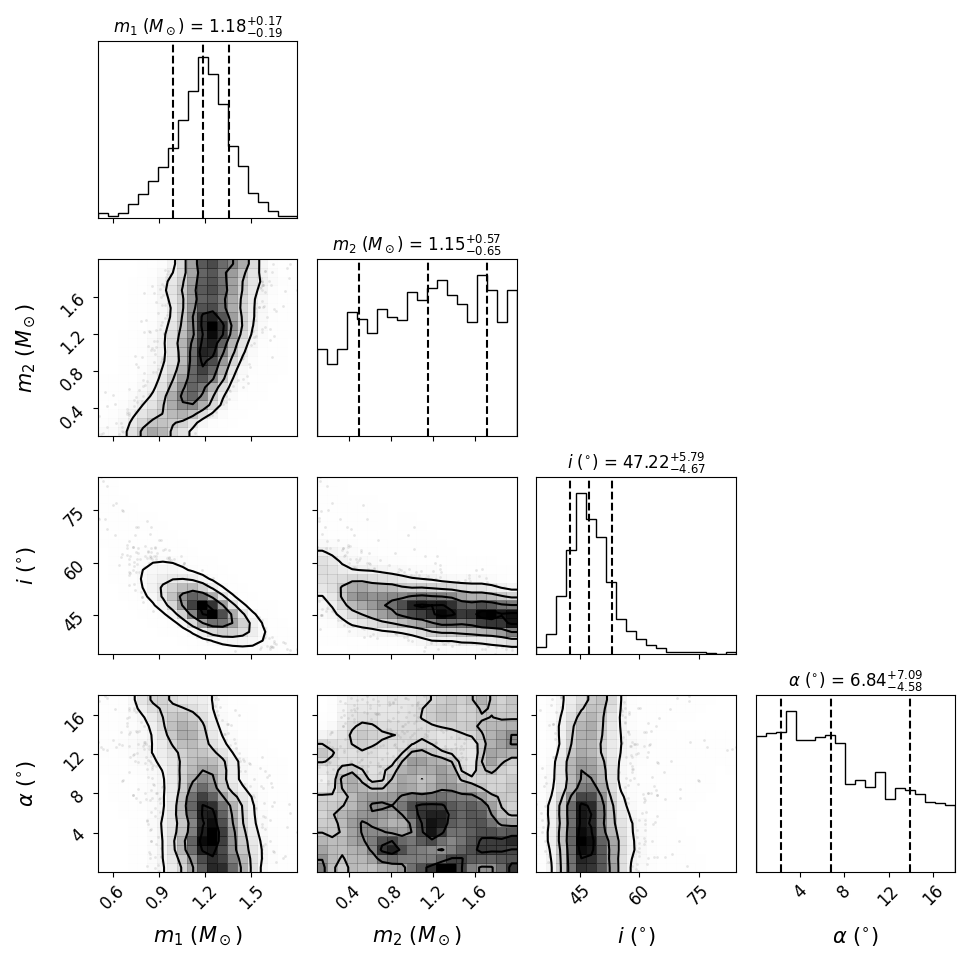 m₁ (M⊙) = 1.18+0.17−0.19
m₂ (M⊙) = 1.15+0.57−0.65
1.6
1.2
0.8
0.4
m₂ (M⊙)
i (°) = 47.22+5.79−4.67
75
60
45
i (°)
α (°) = 6.84+7.09−4.58
16
12
8
4
α (°)
0.6 0.9 1.2 1.5
0.4 0.8 1.2 1.6
45 60 75
4 8 12 16
m₁ (M⊙)
m₂ (M⊙)
i (°)
α (°)